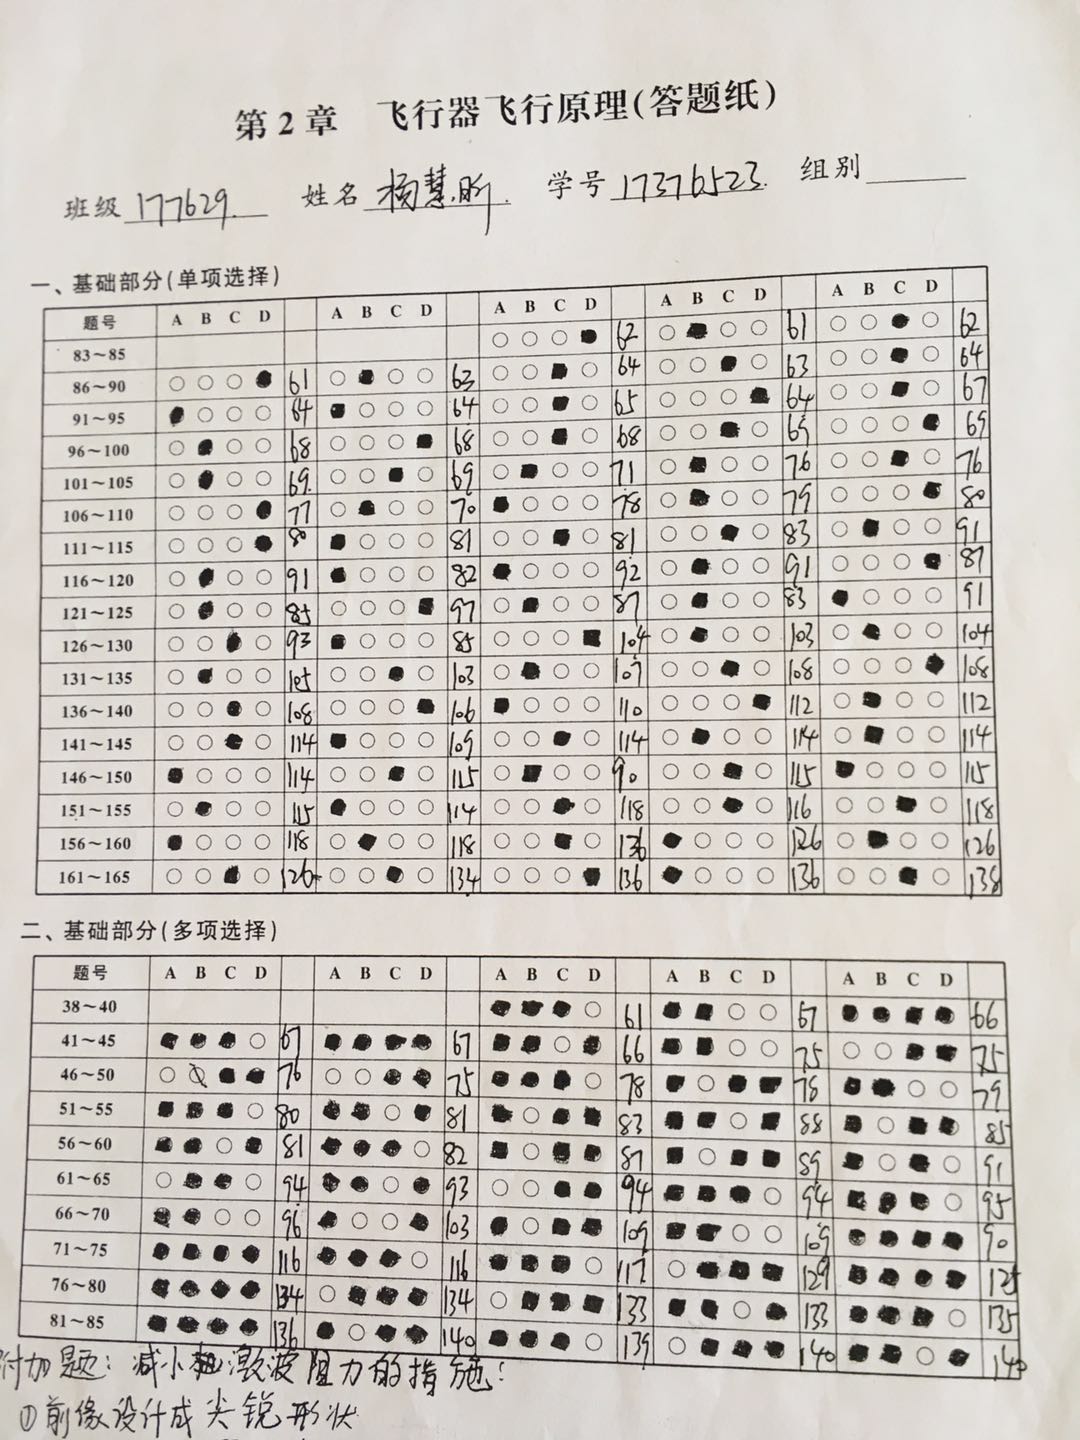 第2章 飞行器飞行原理(答题纸)
班级 177629. 姓名 杨慧昕. 学号 17376523. 组别
一、基础部分(单项选择)
题号 A B C D A B C D A B C D A B C D A B C D
83～85 62 61 62
86～90 61 63 64 63 64
91～95 64 64 65 64 67
96～100 68 68 68 69 69
101～105 69. 69 71 76 76
106～110 77 70 78 79 80
111～115 80 81 81 83 91
116～120 91 82 92 91 87
121～125 85 97 87 83 91
126～130 93 85 104 103 104
131～135 105 103 107 108 108
136～140 108 106 110 112 112
141～145 114 109 114 114 114
146～150 114 115 90 115 115
151～155 115 114 118 116 118
156～160 118 118 136 126 126
161～165 126 134 136 136 138
二、基础部分(多项选择)
题号 A B C D A B C D A B C D A B C D A B C D
38～40 61 67 66
41～45 67 67 66 75 75
46～50 76 75 78 78 79
51～55 80 81 83 88 85
56～60 81 82 87 89 91
61～65 94 93 94 94 95
66～70 96 103 109 109 90
71～75 116 116 117 129 125
76～80 134 134 133 133 135
81～85 136 140 139 140 140
附加题：减小激波阻力的措施：
①前缘设计成尖锐形状